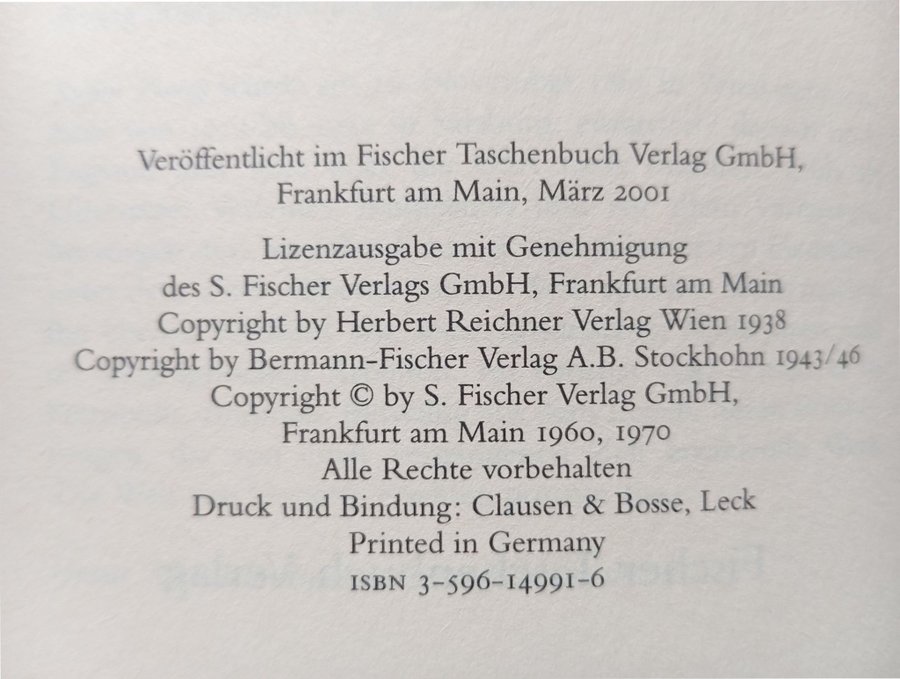 Veröffentlicht im Fischer Taschenbuch Verlag GmbH,
Frankfurt am Main, März 2001
Lizenzausgabe mit Genehmigung
des S. Fischer Verlags GmbH, Frankfurt am Main
Copyright by Herbert Reichner Verlag Wien 1938
Copyright by Bermann-Fischer Verlag A.B. Stockhohn 1943/46
Copyright © by S. Fischer Verlag GmbH,
Frankfurt am Main 1960, 1970
Alle Rechte vorbehalten
Druck und Bindung: Clausen & Bosse, Leck
Printed in Germany
ISBN 3-596-14991-6